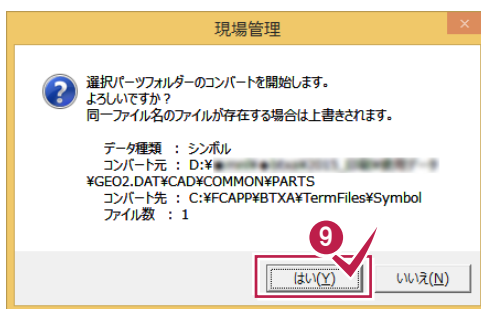 現場管理
選択パーツフォルダーのコンバートを開始します。
よろしいですか？
同一ファイル名のファイルが存在する場合は上書きされます。
データ種類 ： シンボル
コンバート元 ： D:¥
¥GEO2.DAT¥CAD¥COMMON¥PARTS
コンバート先 ： C:¥FCAPP¥BTXA¥TermFiles¥Symbol
ファイル数 ： 1
9
はい(Y)
いいえ(N)